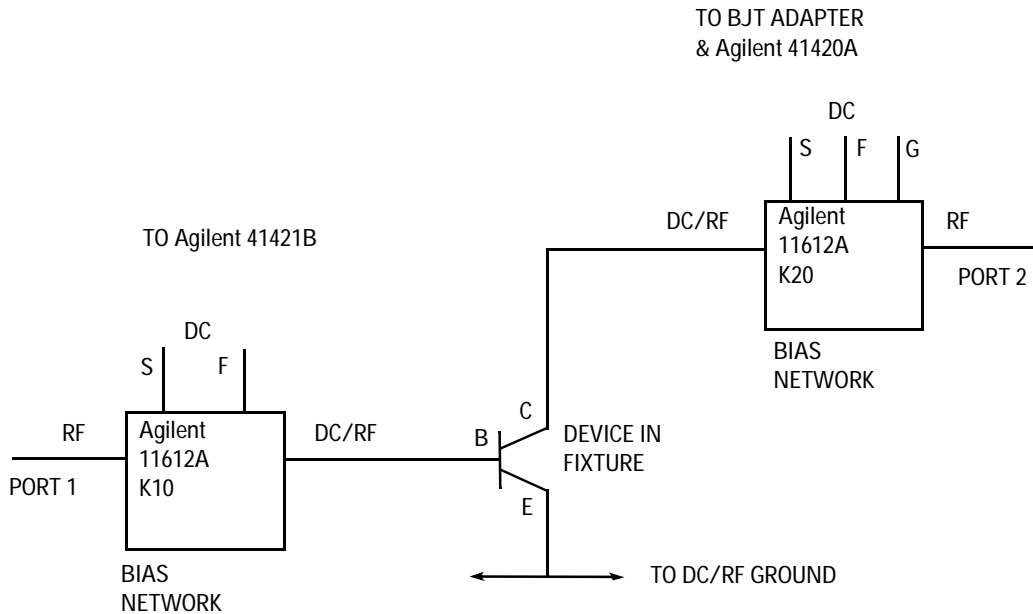 TO BJT ADAPTER
& Agilent 41420A
DC
S F G
DC/RF
Agilent
11612A
K20
RF
PORT 2
BIAS
NETWORK
TO Agilent 41421B
DC
S F
RF
PORT 1
Agilent
11612A
K10
DC/RF
BIAS
NETWORK
B
C
E
DEVICE IN
FIXTURE
TO DC/RF GROUND